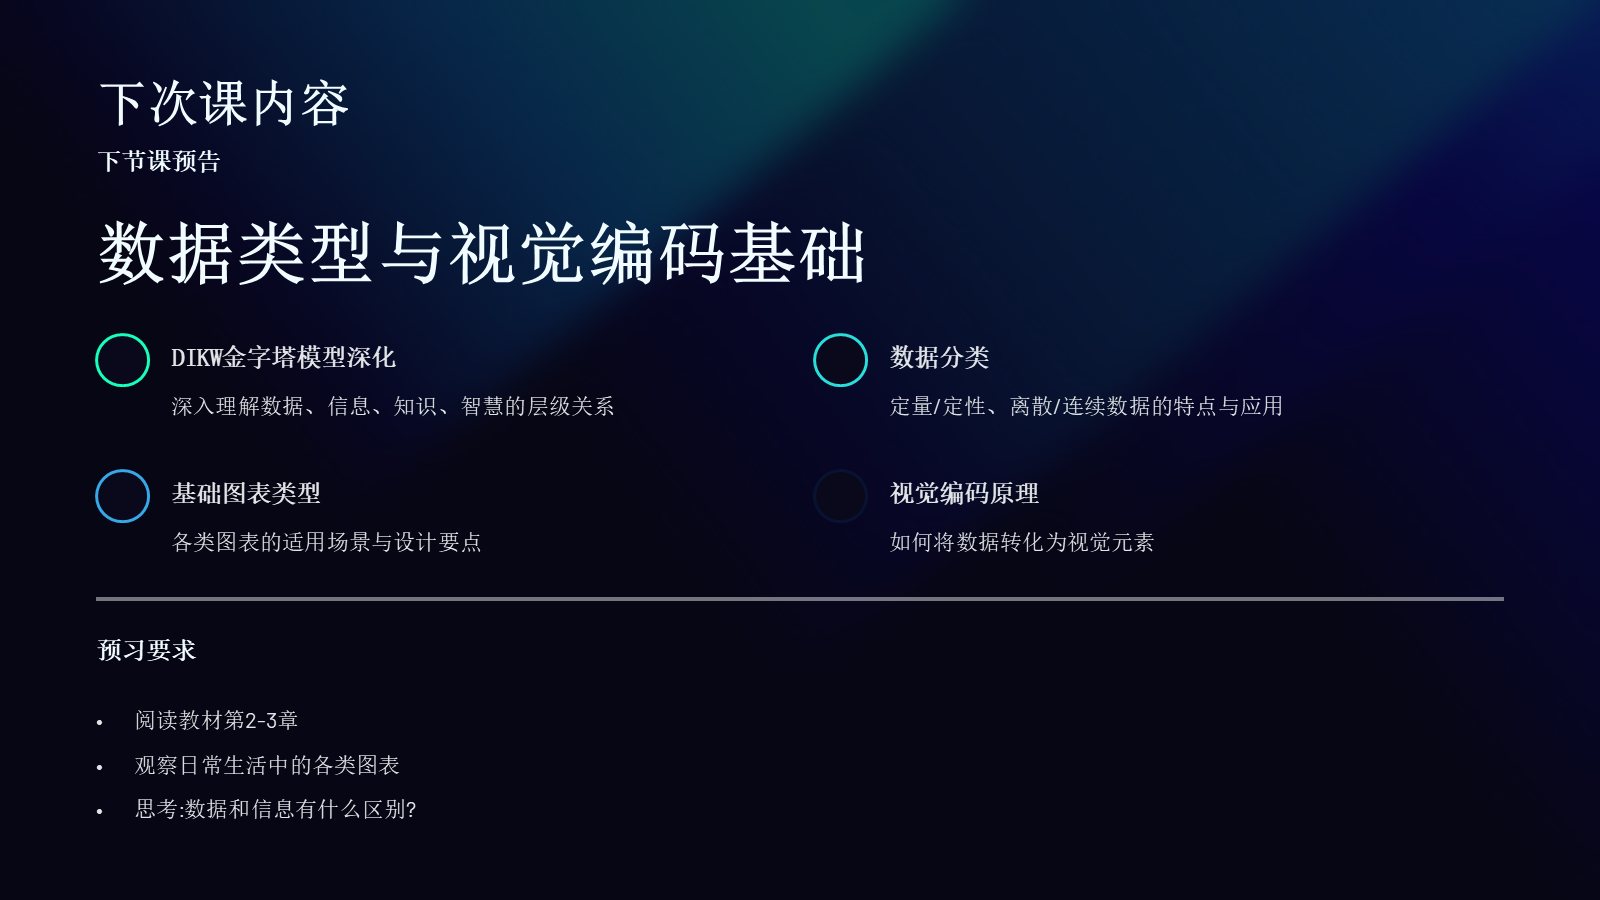 下次课内容
下节课预告
数据类型与视觉编码基础
DIKW金字塔模型深化
深入理解数据、信息、知识、智慧的层级关系
数据分类
定量/定性、离散/连续数据的特点与应用
基础图表类型
各类图表的适用场景与设计要点
视觉编码原理
如何将数据转化为视觉元素
预习要求
• 阅读教材第2-3章
• 观察日常生活中的各类图表
• 思考:数据和信息有什么区别?